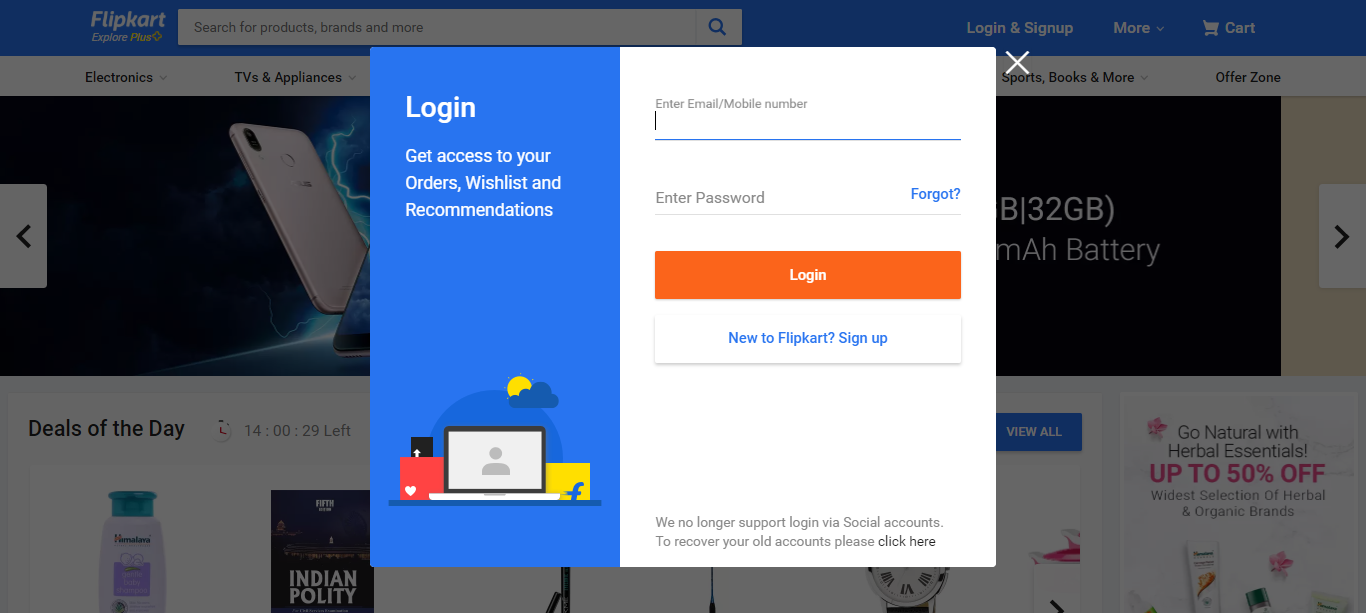 Flipkart
Explore Plus
Search for products, brands and more
Login & Signup
More
Cart
Electronics
TVs & Appliances
Sports, Books & More
Offer Zone
Login
Get access to your
Orders, Wishlist and
Recommendations
Enter Email/Mobile number
Enter Password
Forgot?
Login
New to Flipkart? Sign up
We no longer support login via Social accounts.
To recover your old accounts please click here
B|32GB)
mAh Battery
Deals of the Day
14 : 00 : 29 Left
VIEW ALL
Go Natural with
Herbal Essentials!
UP TO 50% OFF
Widest Selection Of Herbal
& Organic Brands
Himalaya
FIFTH
INDIAN
POLITY